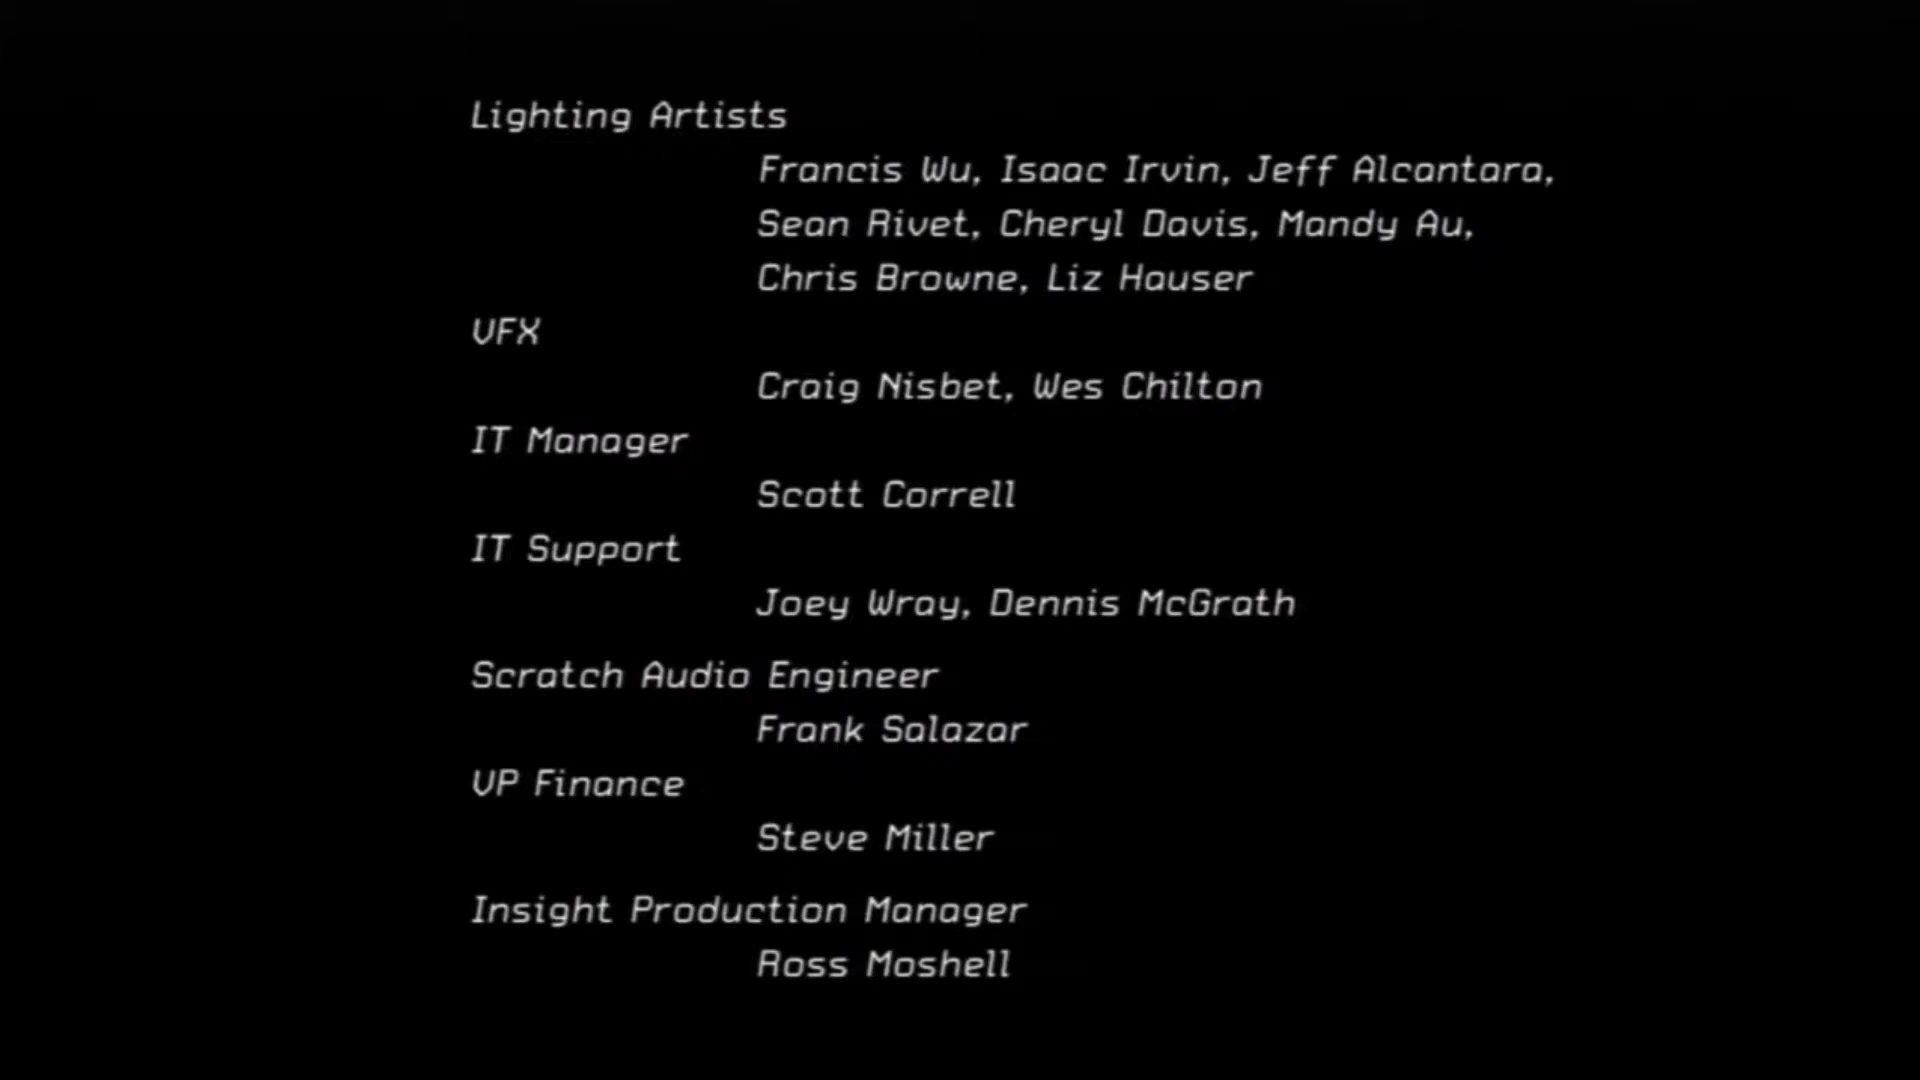 Lighting Artists
Francis Wu, Isaac Irvin, Jeff Alcantara,
Sean Rivet, Cheryl Davis, Mandy Au,
Chris Browne, Liz Hauser
VFX
Craig Nisbet, Wes Chilton
IT Manager
Scott Correll
IT Support
Joey Wray, Dennis McGrath
Scratch Audio Engineer
Frank Salazar
VP Finance
Steve Miller
Insight Production Manager
Ross Moshell